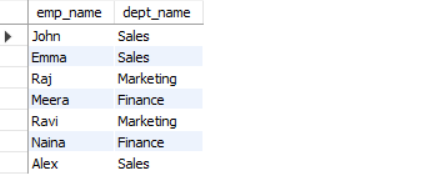 emp_name dept_name
John Sales
Emma Sales
Raj Marketing
Meera Finance
Ravi Marketing
Naina Finance
Alex Sales